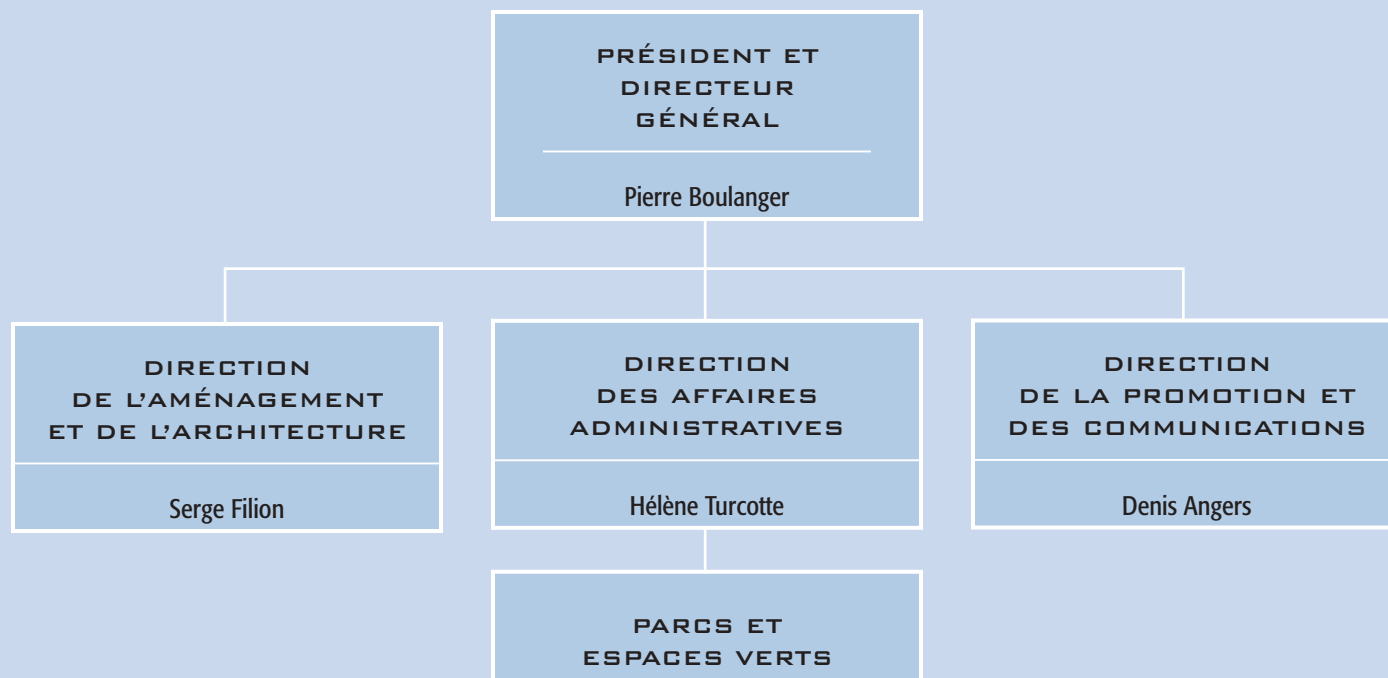 PRÉSIDENT ET
DIRECTEUR
GÉNÉRAL
Pierre Boulanger
DIRECTION
DE L’AMÉNAGEMENT
ET DE L’ARCHITECTURE
Serge Filion
DIRECTION
DES AFFAIRES
ADMINISTRATIVES
Hélène Turcotte
DIRECTION
DE LA PROMOTION ET
DES COMMUNICATIONS
Denis Angers
PARCS ET
ESPACES VERTS